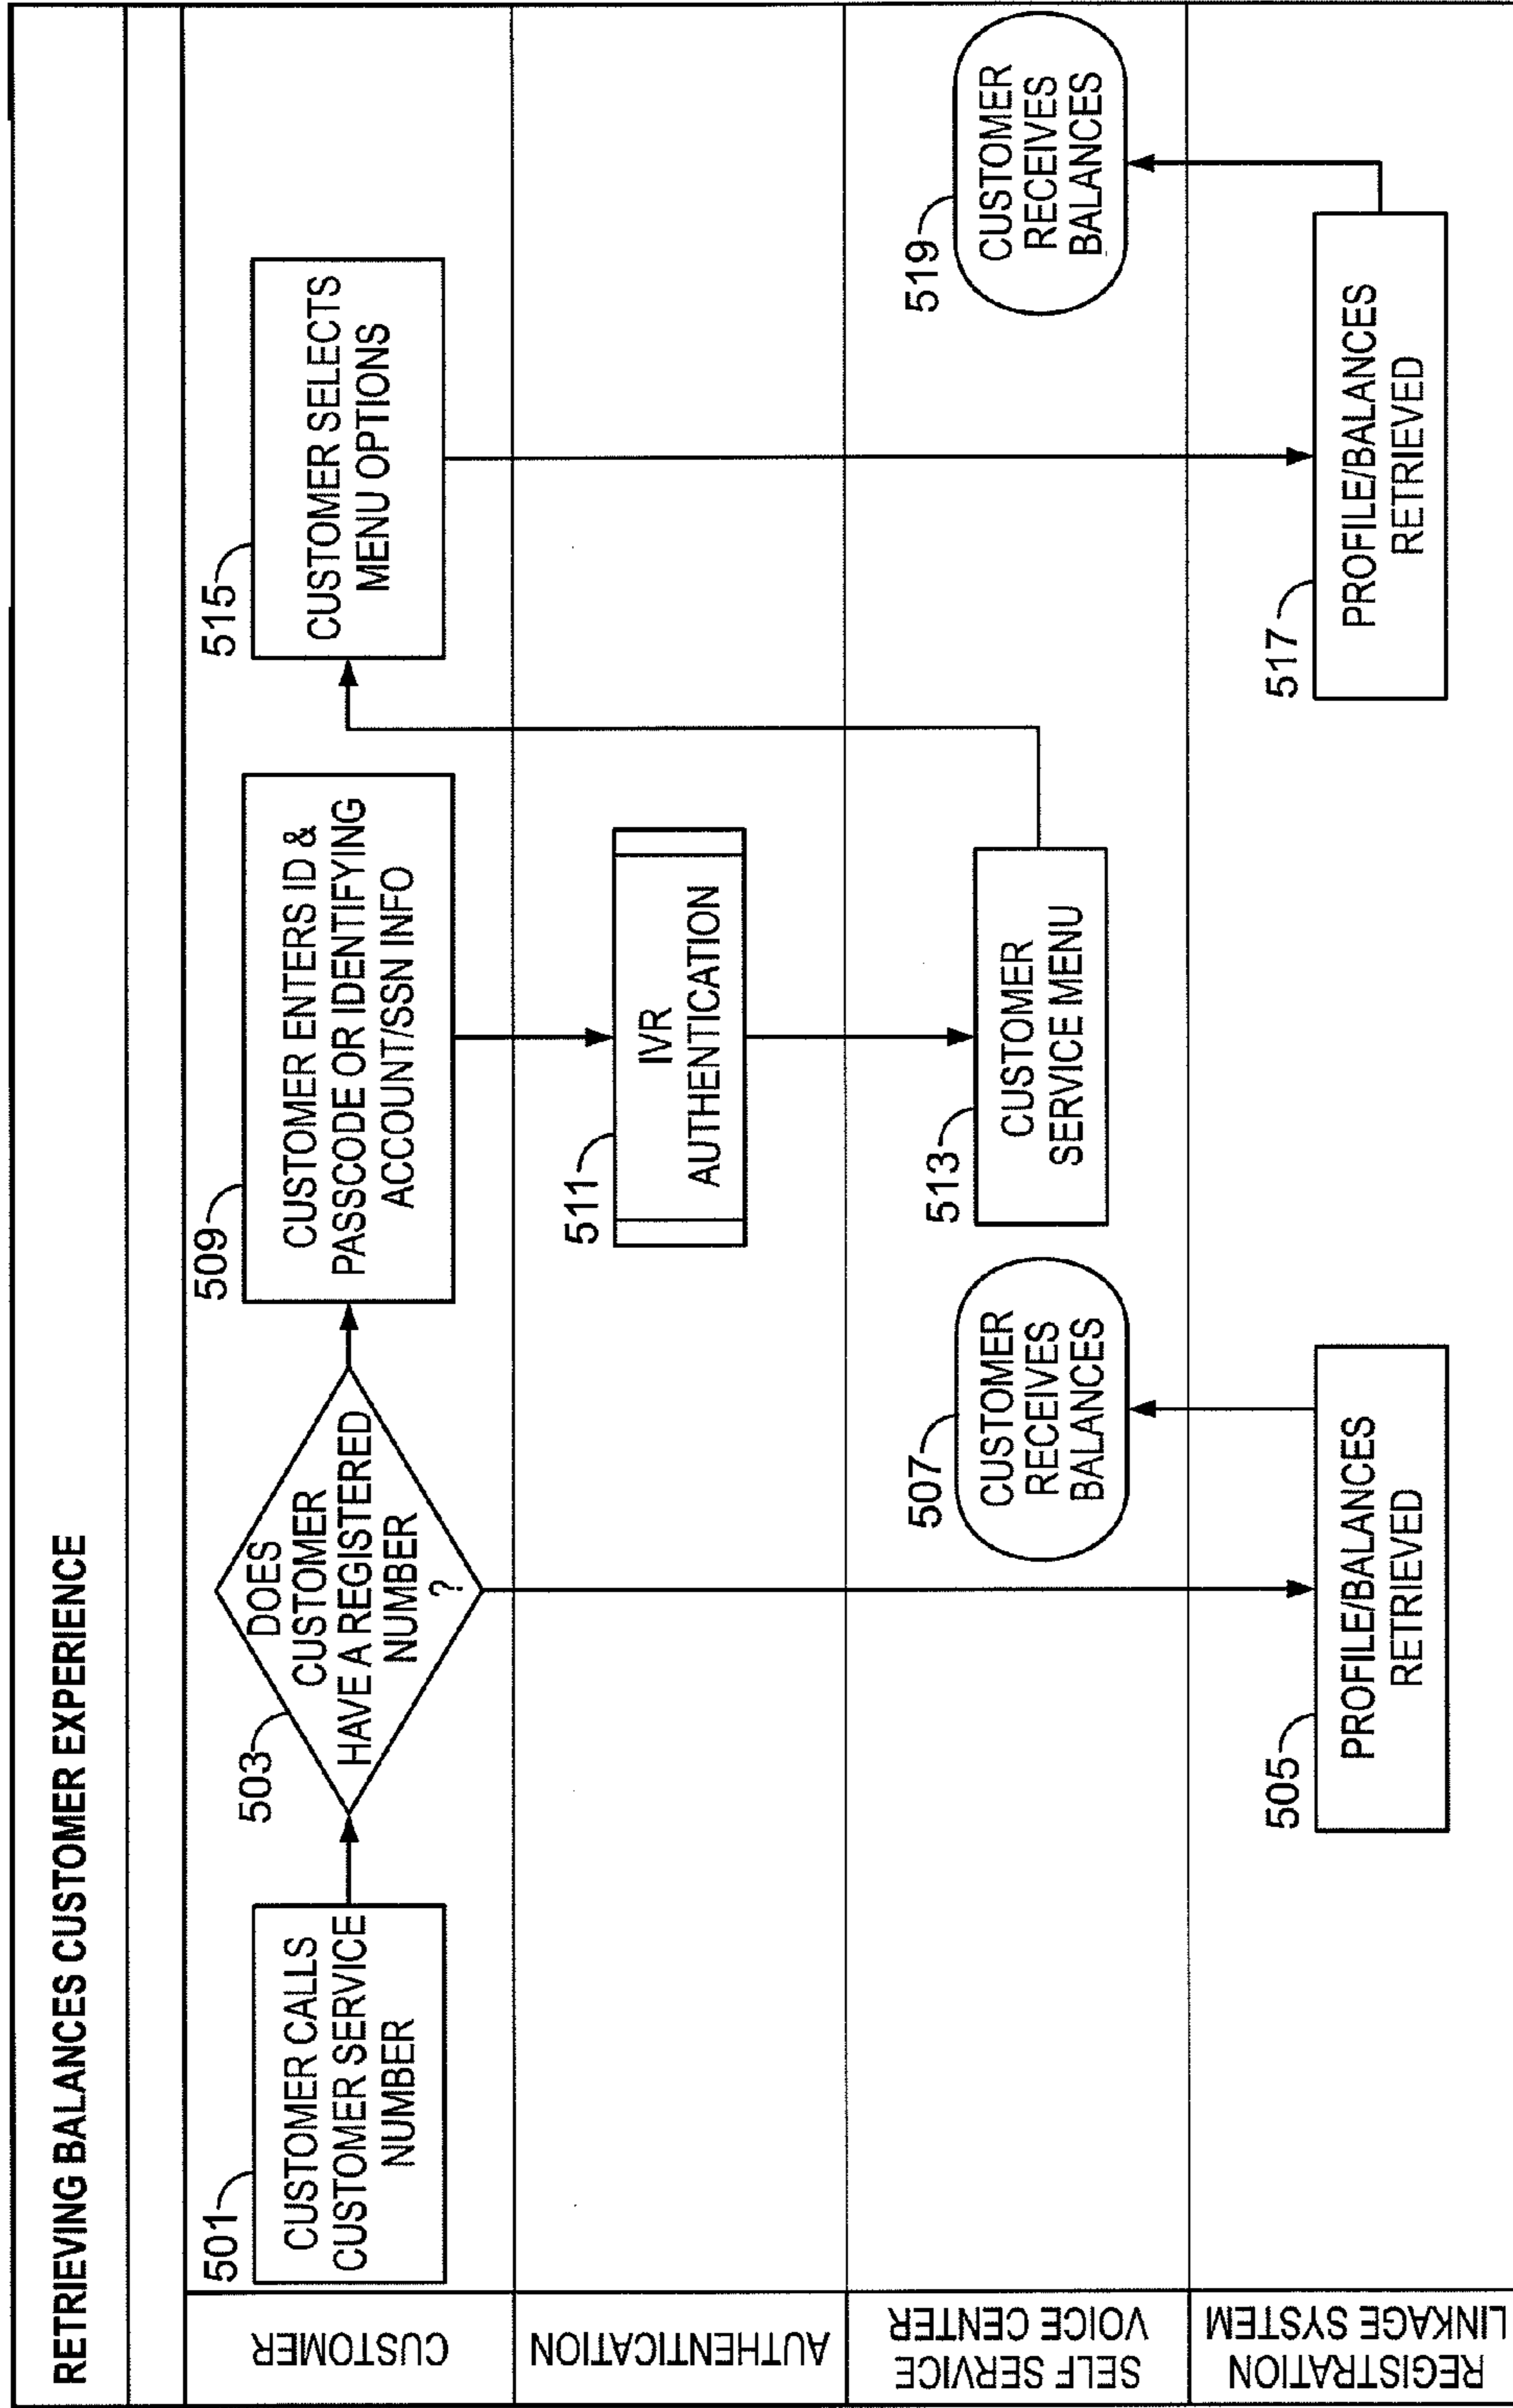 RETRIEVING BALANCES CUSTOMER EXPERIENCE
CUSTOMER
501
CUSTOMER CALLS
CUSTOMER SERVICE
NUMBER
503
DOES
CUSTOMER
HAVE A REGISTERED
NUMBER
?
509
CUSTOMER ENTERS ID &
PASSCODE OR IDENTIFYING
ACCOUNT/SSN INFO
515
CUSTOMER SELECTS
MENU OPTIONS
AUTHENTICATION
511
IVR
AUTHENTICATION
SELF SERVICE
VOICE CENTER
507
CUSTOMER
RECEIVES
BALANCES
513
CUSTOMER
SERVICE MENU
519
CUSTOMER
RECEIVES
BALANCES
REGISTRATION
LINKAGE SYSTEM
505
PROFILE/BALANCES
RETRIEVED
517
PROFILE/BALANCES
RETRIEVED